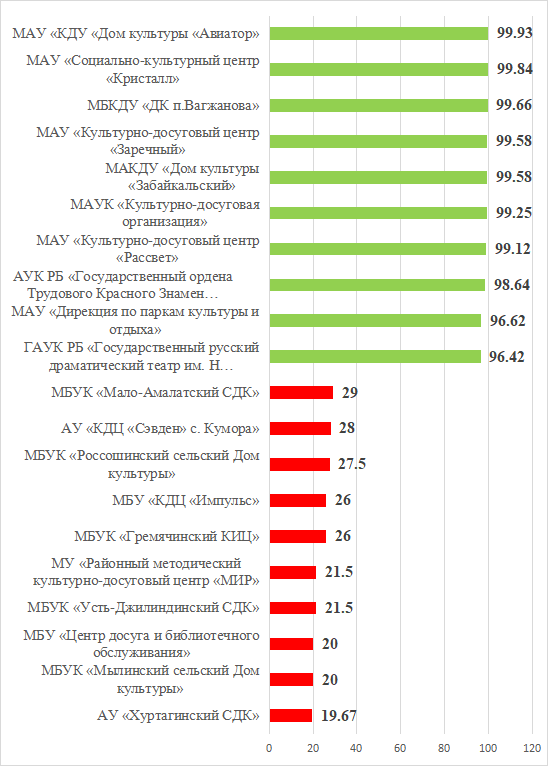 МАУ «КДУ «Дом культуры «Авиатор»
99.93
МАУ «Социально-культурный центр
«Кристалл»
99.84
МБКДУ «ДК п.Вагжанова»
99.66
МАУ «Культурно-досуговый центр
«Заречный»
99.58
МАКДУ «Дом культуры
«Забайкальский»
99.58
МАУК «Культурно-досуговая
организация»
99.25
МАУ «Культурно-досуговый центр
«Рассвет»
99.12
АУК РБ «Государственный ордена
Трудового Красного Знамен…
98.64
МАУ «Дирекция по паркам культуры и
отдыха»
96.62
ГАУК РБ «Государственный русский
драматический театр им. Н…
96.42
МБУК «Мало-Амалатский СДК»
29
АУ «КДЦ «Сэвден» с. Кумора»
28
МБУК «Россошинский сельский Дом
культуры»
27.5
МБУ «КДЦ «Импульс»
26
МБУК «Гремячинский КИЦ»
26
МУ «Районный методический
культурно-досуговый центр «МИР»
21.5
МБУК «Усть-Джилиндинский СДК»
21.5
МБУ «Центр досуга и библиотечного
обслуживания»
20
МБУК «Мылинский сельский Дом
культуры»
20
АУ «Хуртагинский СДК»
19.67
0 20 40 60 80 100 120